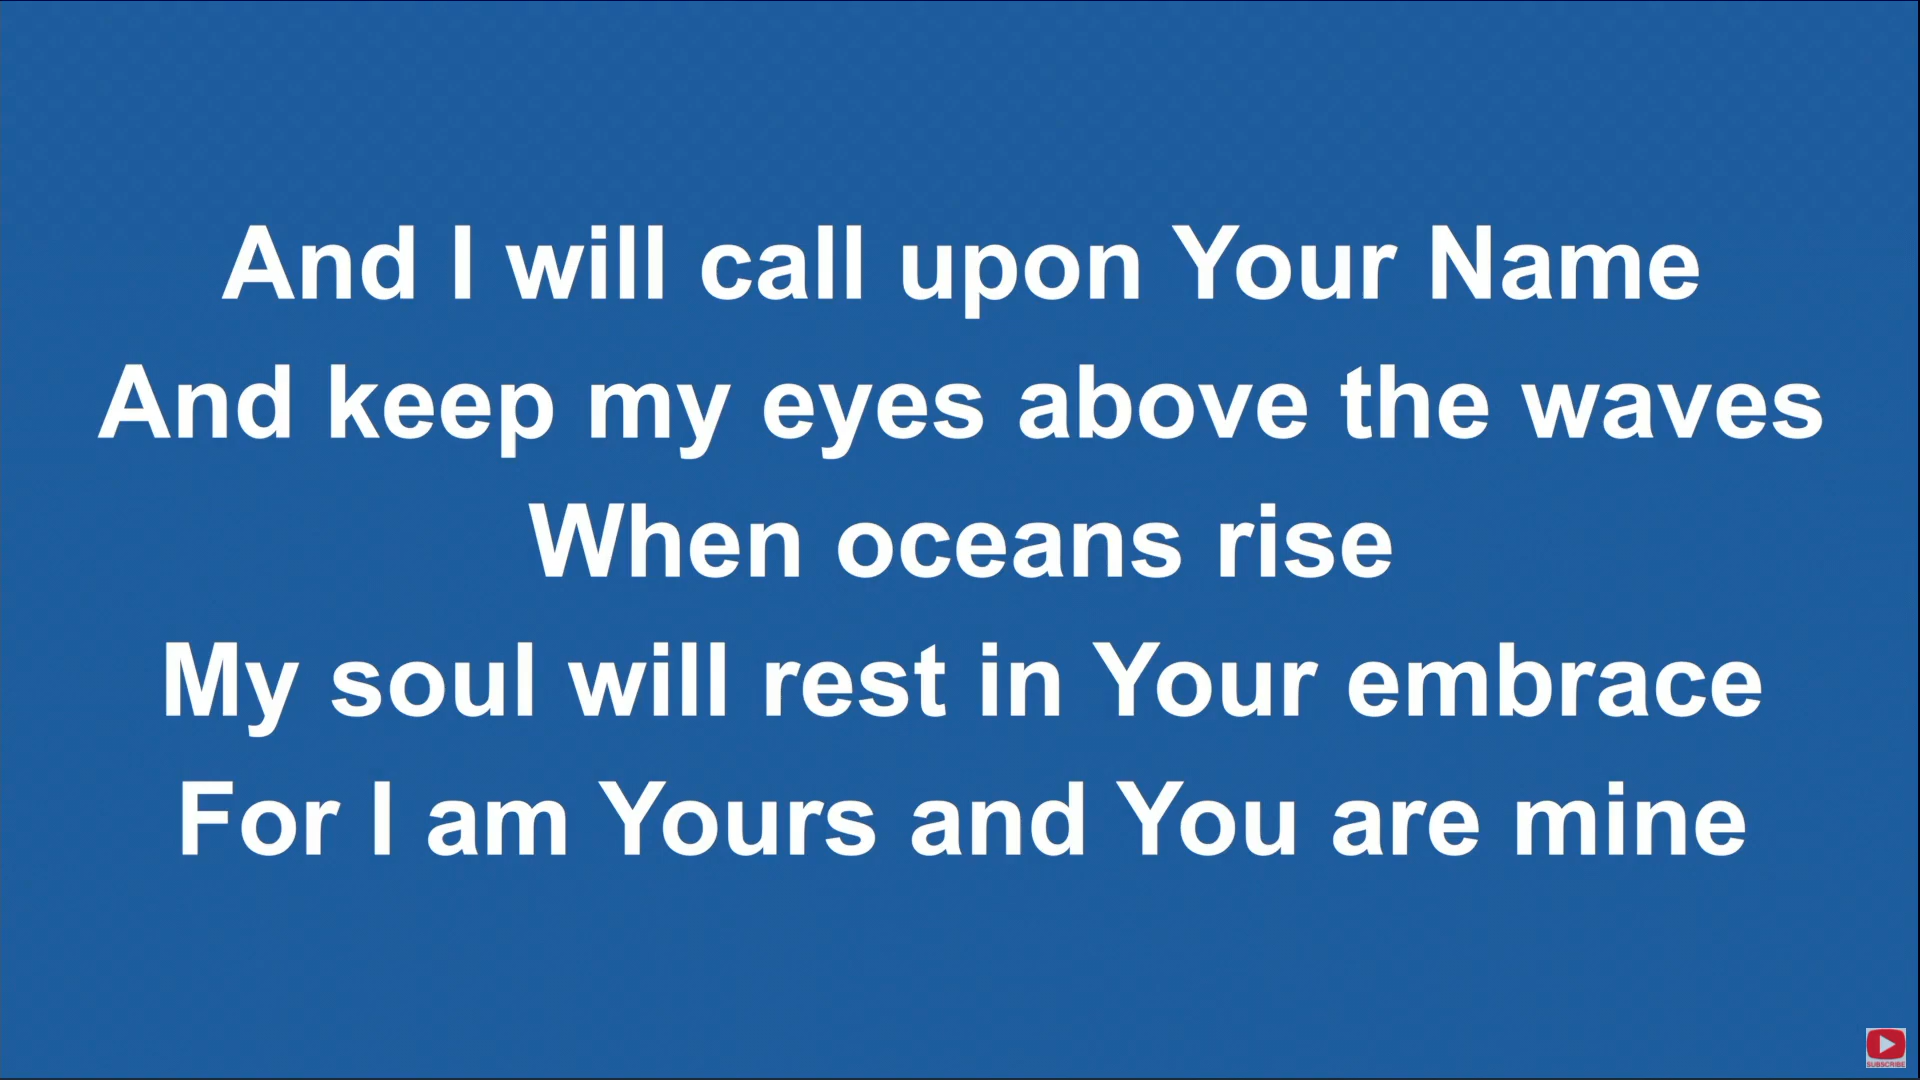 And I will call upon Your Name
And keep my eyes above the waves
When oceans rise
My soul will rest in Your embrace
For I am Yours and You are mine
SUBSCRIBE